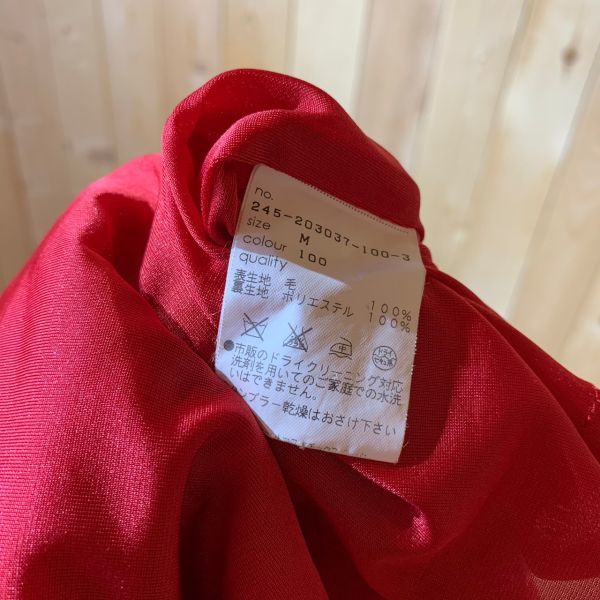 no.
245-203037-100-3
size M
colour 100
quality
表生地 毛 100%
裏生地 ポリエステル 100%
●市販のドライクリーニング対応
洗剤を用いてのご家庭での水洗
いはできません。
ンブラー乾燥はおさけ下さい